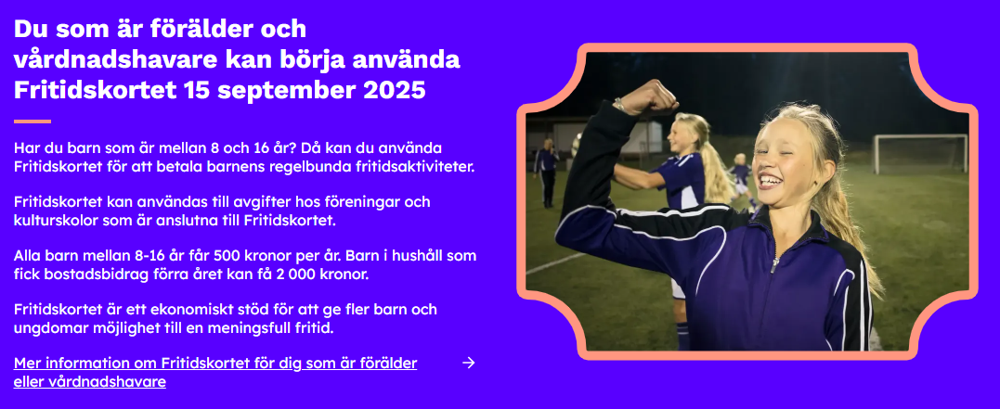 Du som är förälder och
vårdnadshavare kan börja använda
Fritidskortet 15 september 2025
Har du barn som är mellan 8 och 16 år? Då kan du använda
Fritidskortet för att betala barnens regelbunda fritidsaktiviteter.
Fritidskortet kan användas till avgifter hos föreningar och
kulturskolor som är anslutna till Fritidskortet.
Alla barn mellan 8-16 år får 500 kronor per år. Barn i hushåll som
fick bostadsbidrag förra året kan få 2 000 kronor.
Fritidskortet är ett ekonomiskt stöd för att ge fler barn och
ungdomar möjlighet till en meningsfull fritid.
Mer information om Fritidskortet för dig som är förälder →
eller vårdnadshavare